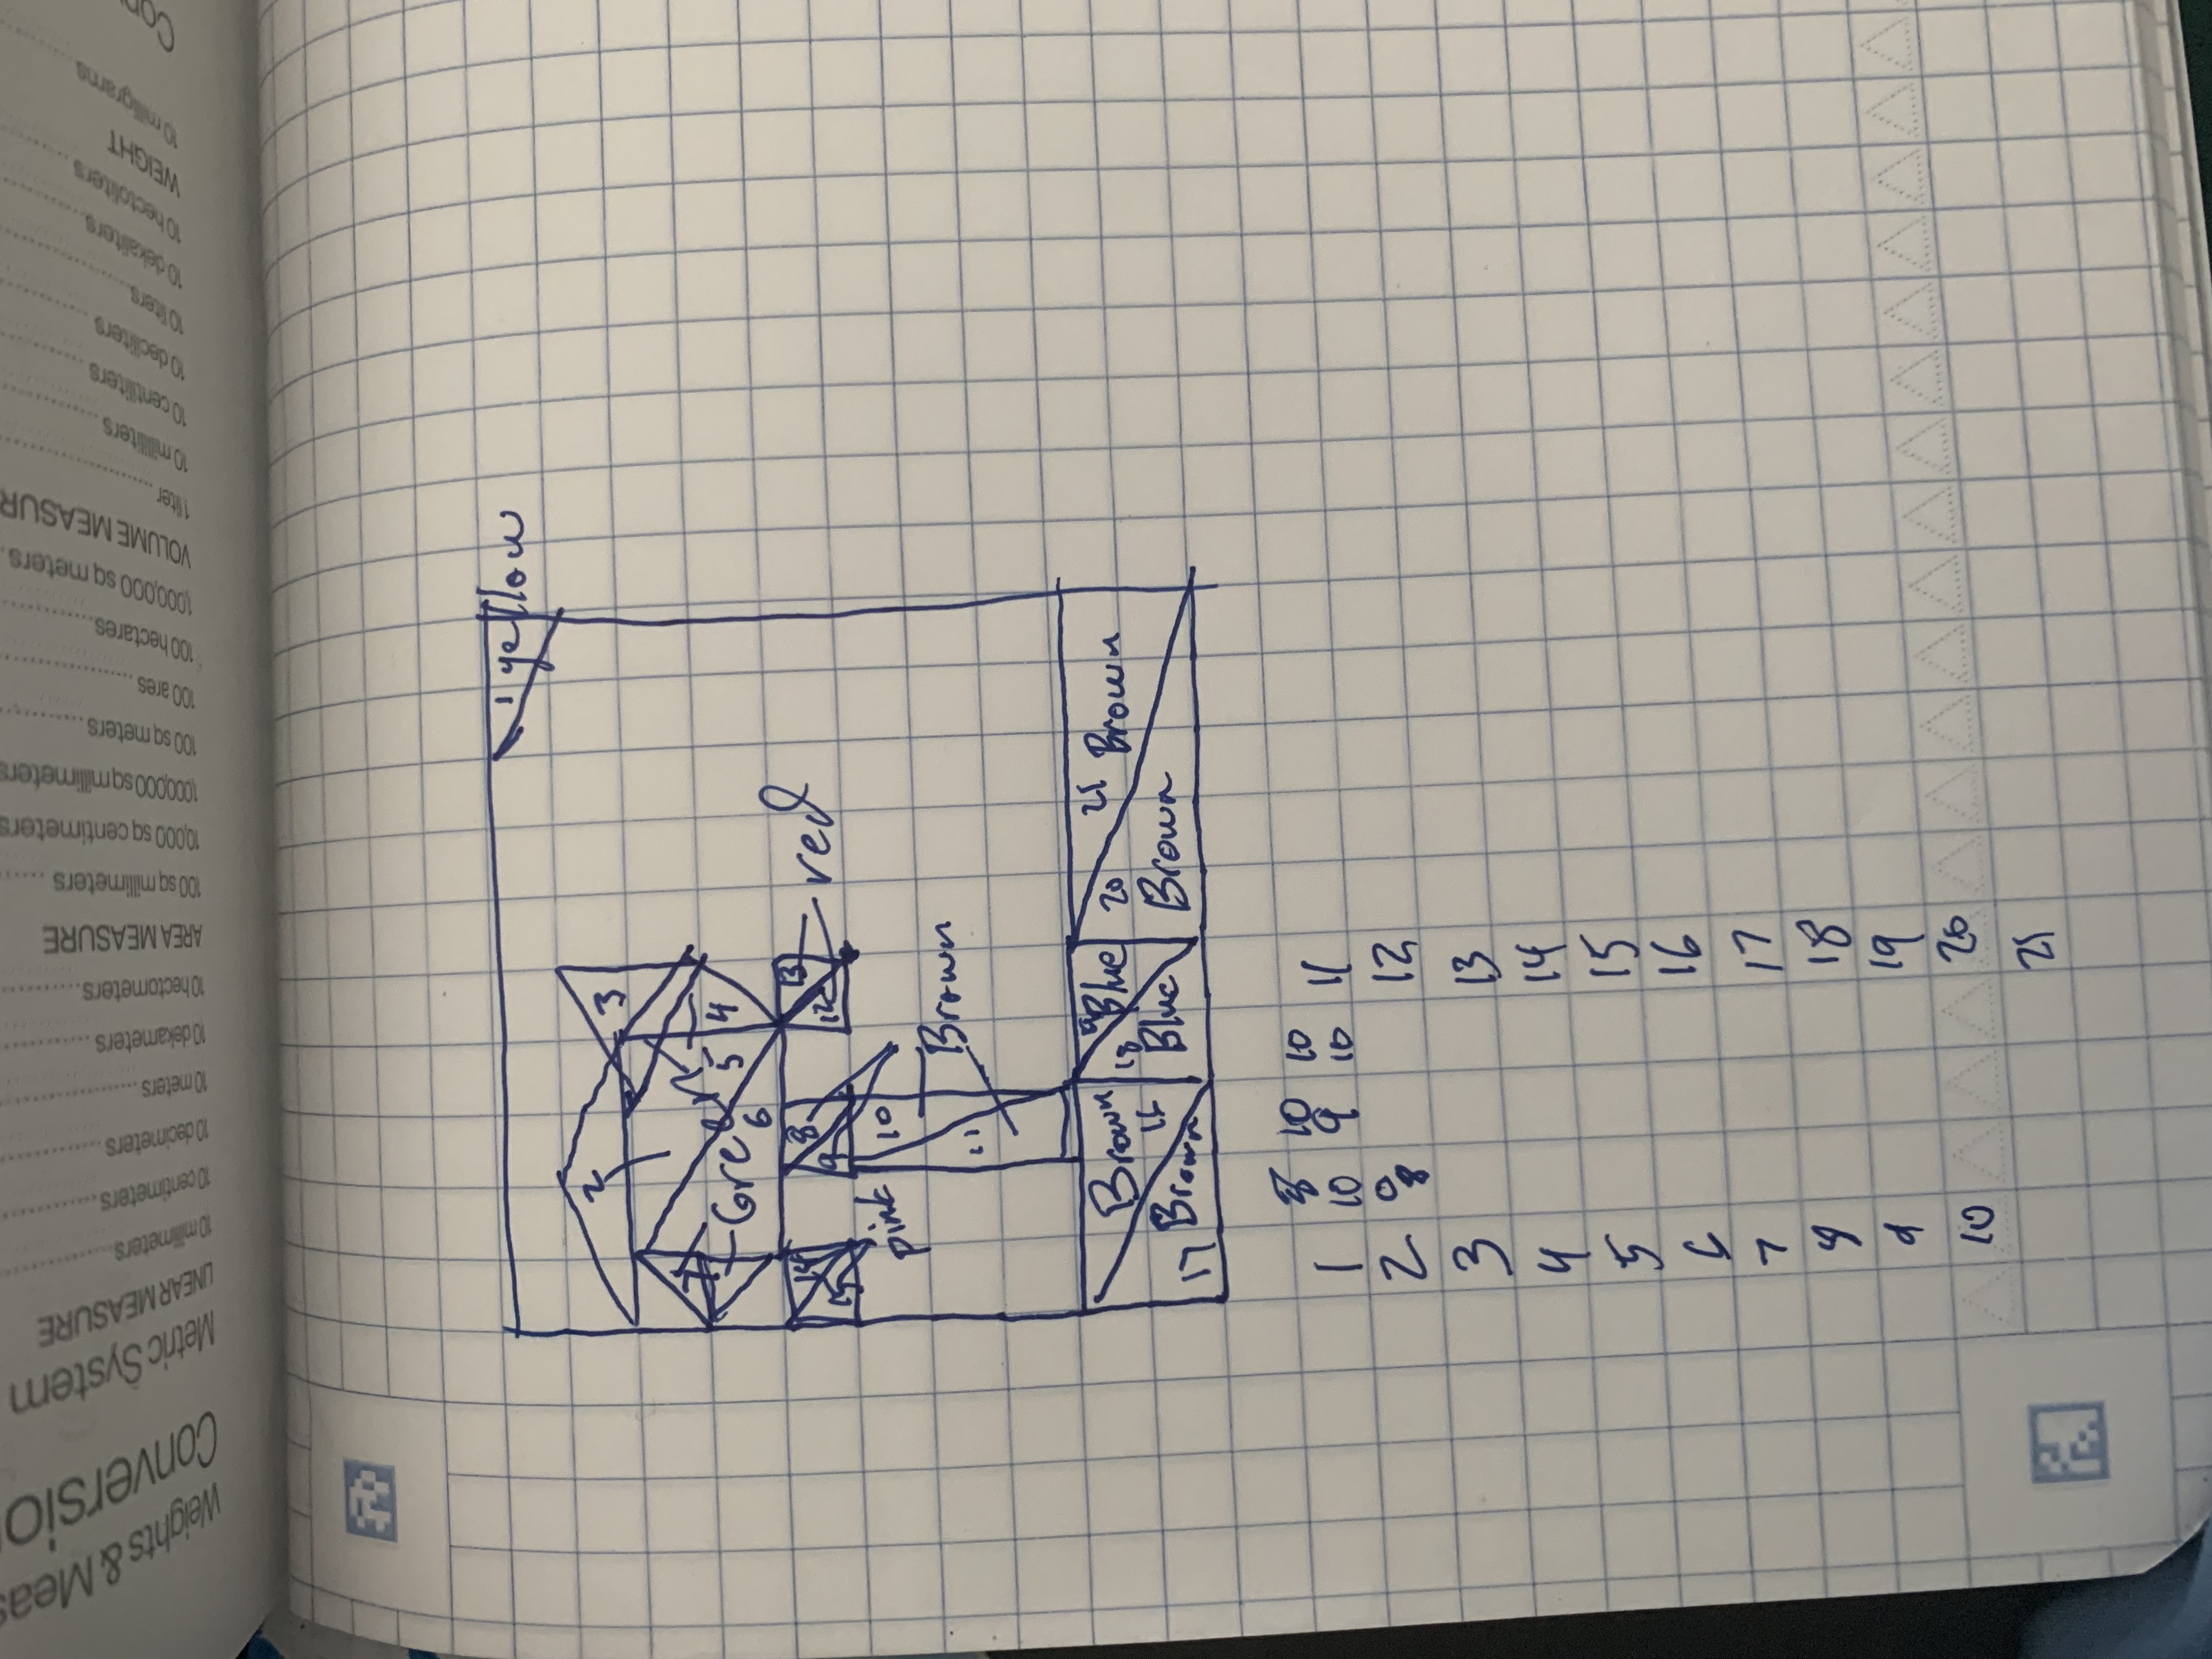 Weights & Meas
Conversio
Metric System
LINEAR MEASURE
10 millimeters
10 centimeters
10 decimeters
10 meters
10 dekameters
10 hectometers
AREA MEASURE
100 sq millimeters
10,000 sq centimeters
1,000,000 sq millimeters
100 sq meters
100 ares
100 hectares
1,000,000 sq meters
VOLUME MEASUR
1 liter
10 milliliters
10 centiliters
10 deciliters
10 liters
10 dekaliters
10 hectoliters
WEIGHT
10 milligrams
1 yellow
2
3
Green
5 4
6
14 8 13
15 9 12
red
pink
10
Brown
11
Brown 19 Blue 21 Brown
18 20
17 Brown Blue Brown
8 10 10
1 10 9 10 11
2 0 12
8
3 13
4 14
5 15
6 16
7 17
8 18
9 19
10 20
21